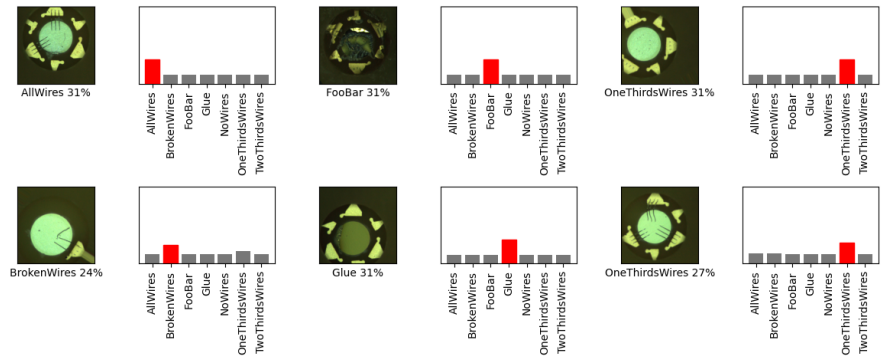 AllWires 31%
AllWires
BrokenWires
FooBar
Glue
NoWires
OneThirdsWires
TwoThirdsWires
FooBar 31%
AllWires
BrokenWires
FooBar
Glue
NoWires
OneThirdsWires
TwoThirdsWires
OneThirdsWires 31%
AllWires
BrokenWires
FooBar
Glue
NoWires
OneThirdsWires
TwoThirdsWires
BrokenWires 24%
AllWires
BrokenWires
FooBar
Glue
NoWires
OneThirdsWires
TwoThirdsWires
Glue 31%
AllWires
BrokenWires
FooBar
Glue
NoWires
OneThirdsWires
TwoThirdsWires
OneThirdsWires 27%
AllWires
BrokenWires
FooBar
Glue
NoWires
OneThirdsWires
TwoThirdsWires